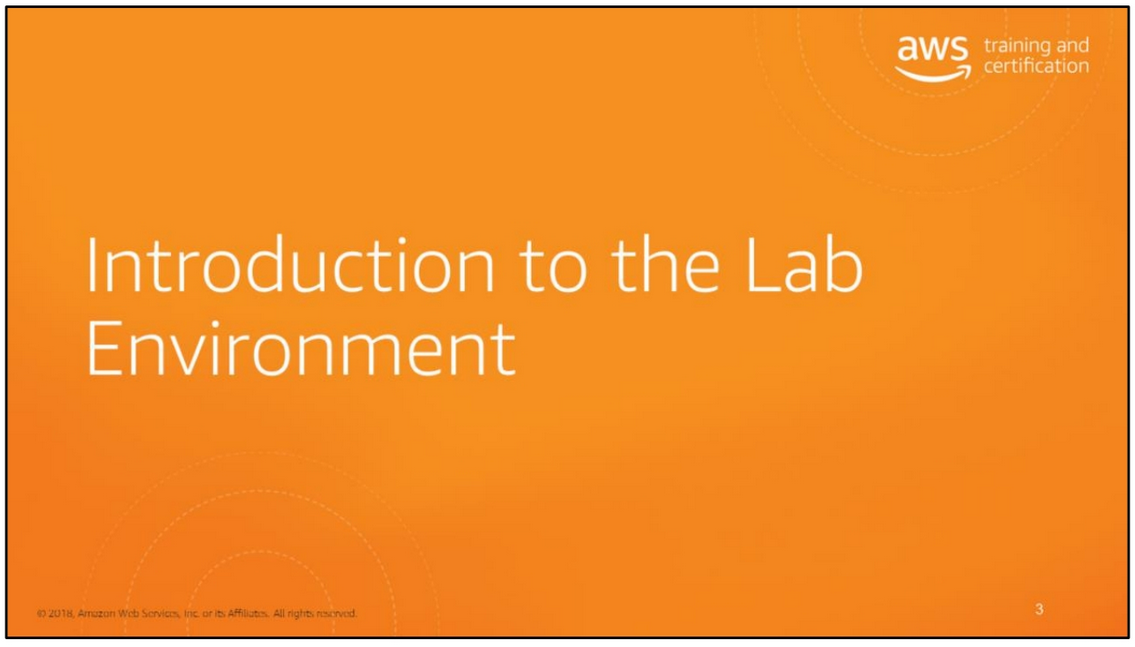 aws training and
certification
Introduction to the Lab
Environment
© 2018, Amazon Web Services, Inc. or its Affiliates. All rights reserved.
3